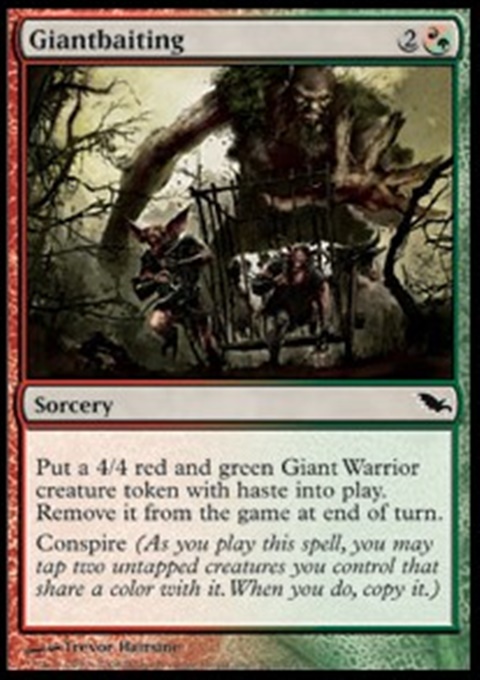 Giantbaiting
2
Sorcery
Put a 4/4 red and green Giant Warrior
creature token with haste into play.
Remove it from the game at end of turn.
Conspire (As you play this spell, you may
tap two untapped creatures you control that
share a color with it. When you do, copy it.)
Trevor Hairsine